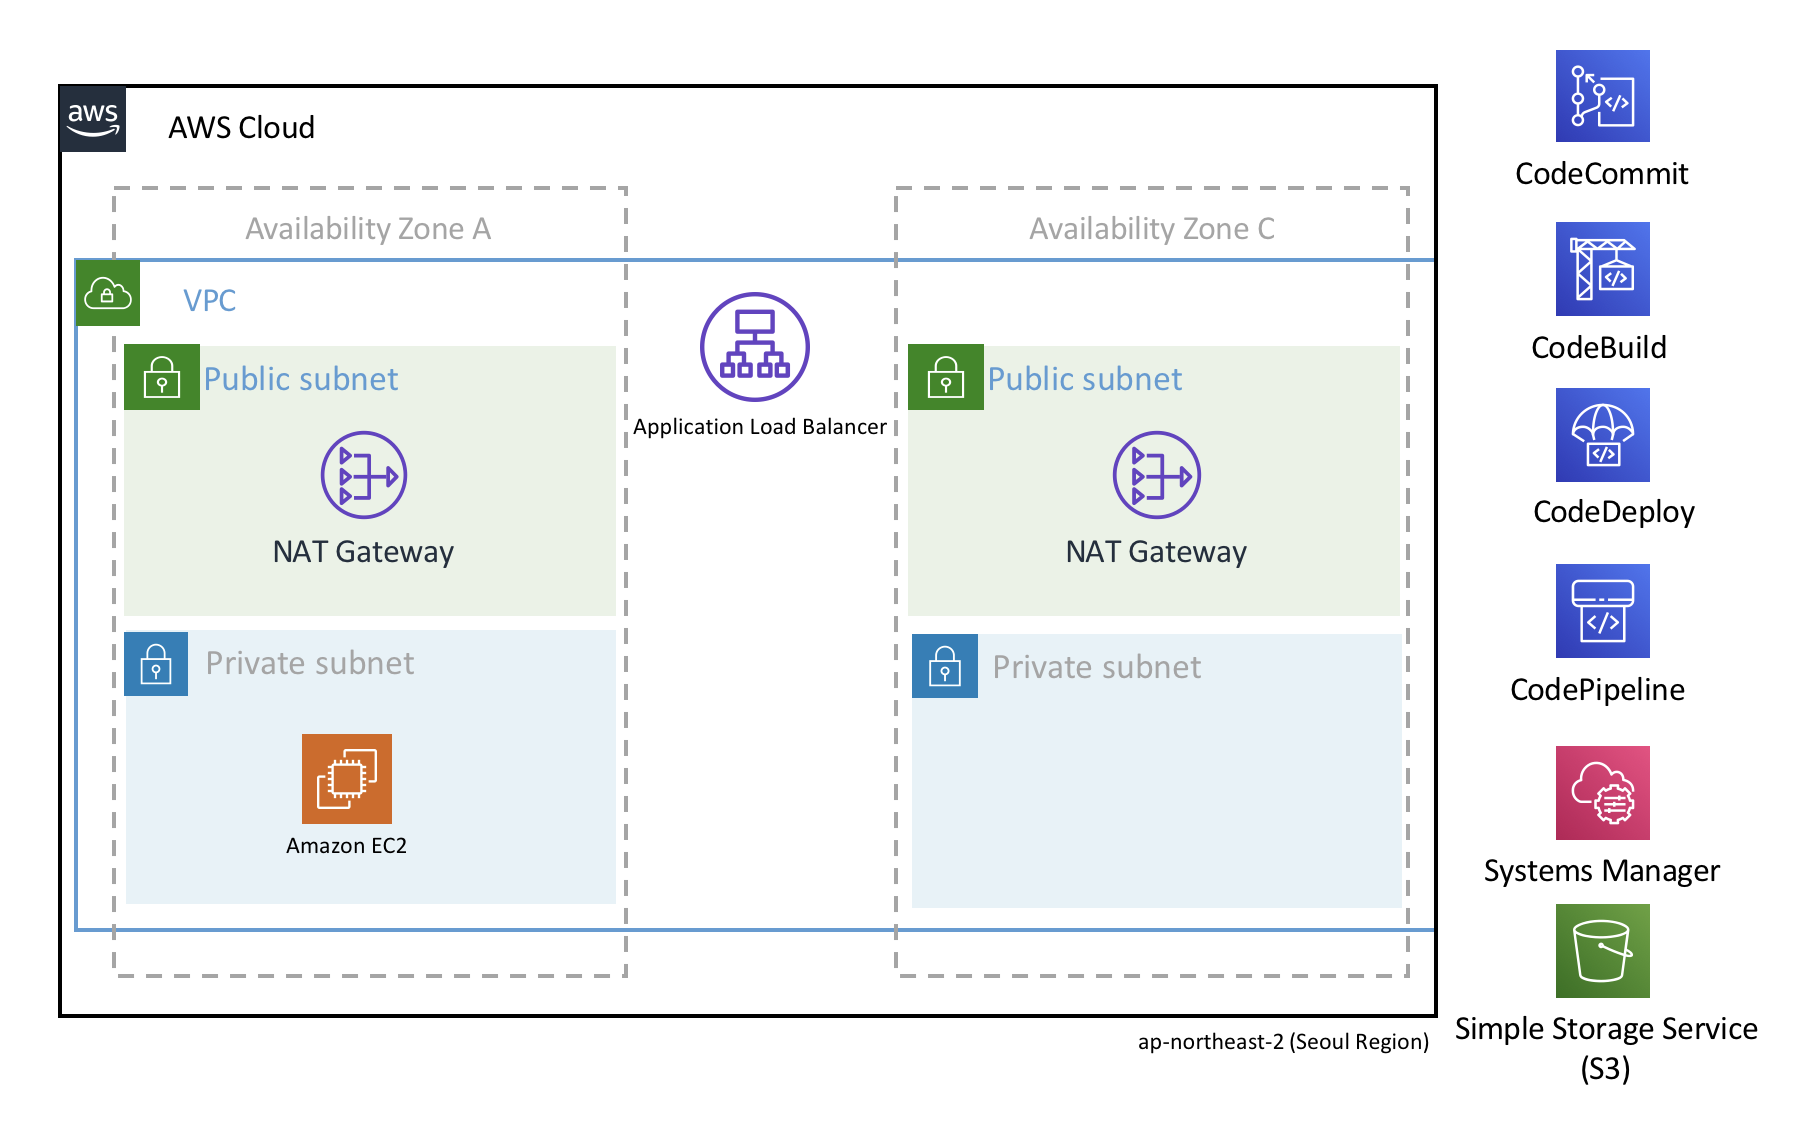 aws
AWS Cloud
Availability Zone A
Availability Zone C
VPC
Public subnet
Application Load Balancer
Public subnet
NAT Gateway
NAT Gateway
Private subnet
Private subnet
Amazon EC2
ap-northeast-2 (Seoul Region)
CodeCommit
CodeBuild
CodeDeploy
CodePipeline
Systems Manager
Simple Storage Service
(S3)